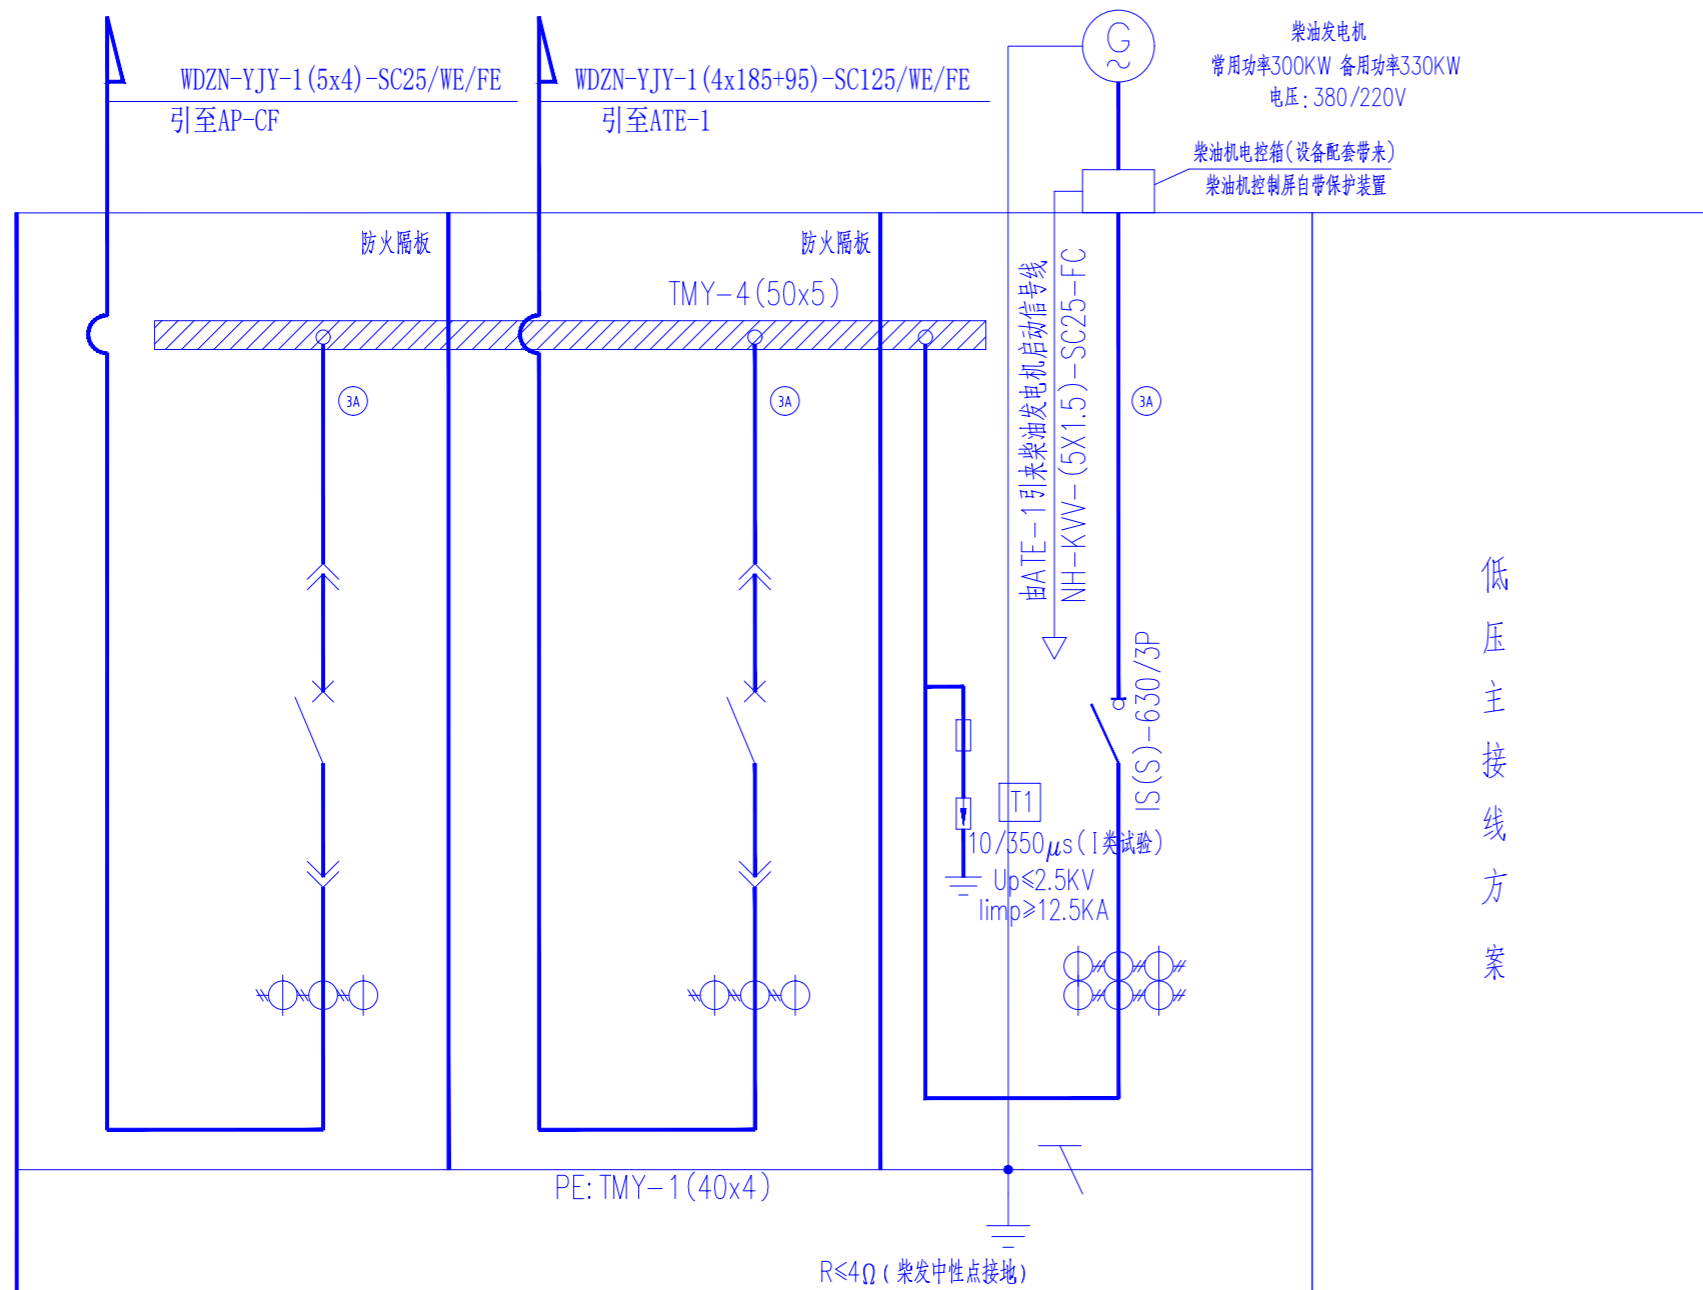 WDZN-YJY-1(5x4)-SC25/WE/FE
引至AP-CF
WDZN-YJY-1(4x185+95)-SC125/WE/FE
引至ATE-1
G
~
柴油发电机
常用功率300KW 备用功率330KW
电压:380/220V
柴油机电控箱(设备配套带来)
柴油机控制屏自带保护装置
防火隔板
防火隔板
TMY-4(50x5)
3A
3A
3A
由ATE-1引来柴油发电机启动信号线
NH-KVV-(5X1.5)-SC25-FC
IS(S)-630/3P
T1
10/350μs(I类试验)
Up≤2.5KV
Iimp≥12.5KA
低压主接线方案
PE:TMY-1(40x4)
R≤4Ω(柴发中性点接地)